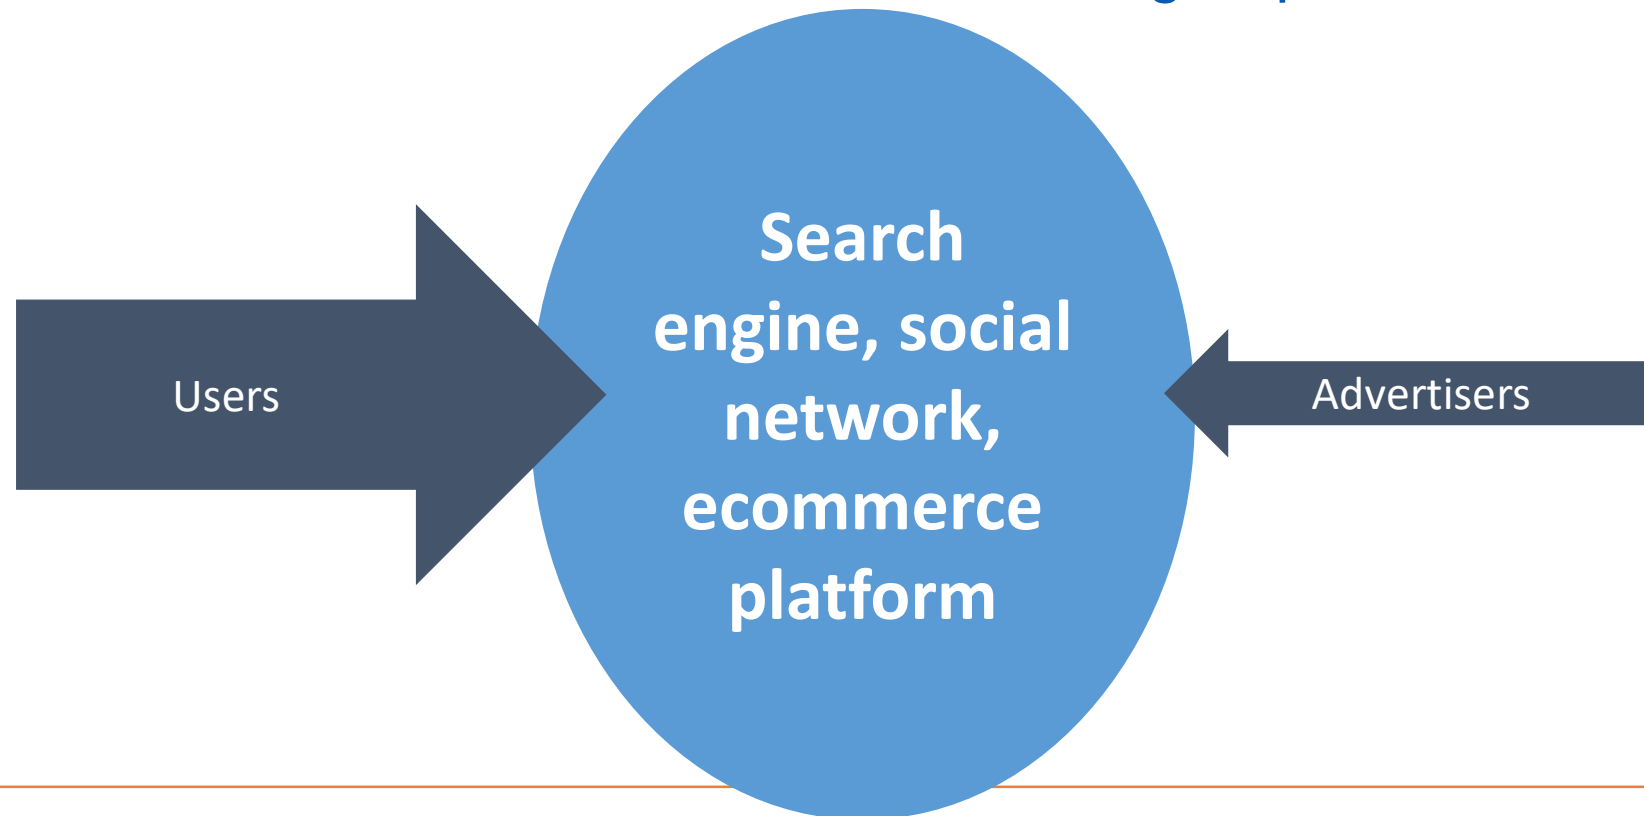 Search
engine, social
network,
ecommerce
platform
Users
Advertisers